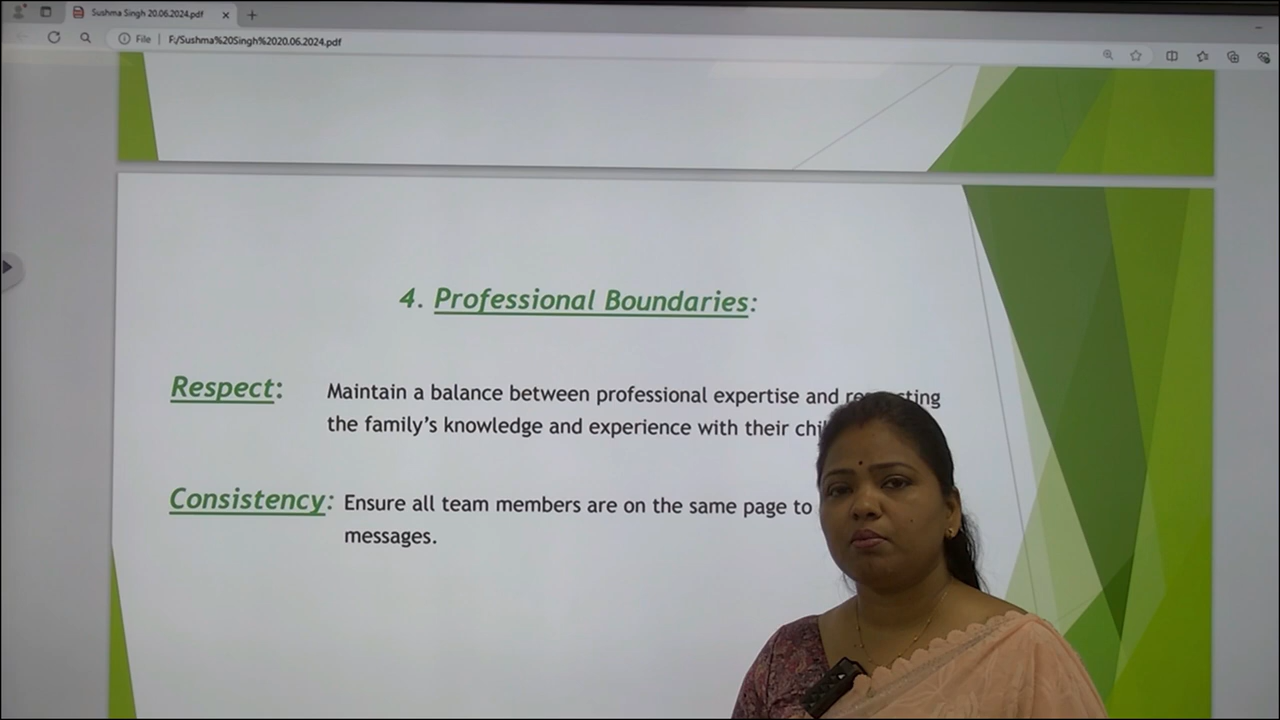 Sushma Singh 20.06.2024.pdf
File | F:/Sushma%20Singh%2020.06.2024.pdf
4. Professional Boundaries:
Respect: Maintain a balance between professional expertise and
the family's knowledge and experience with their
Consistency: Ensure all team members are on the same page to
messages.